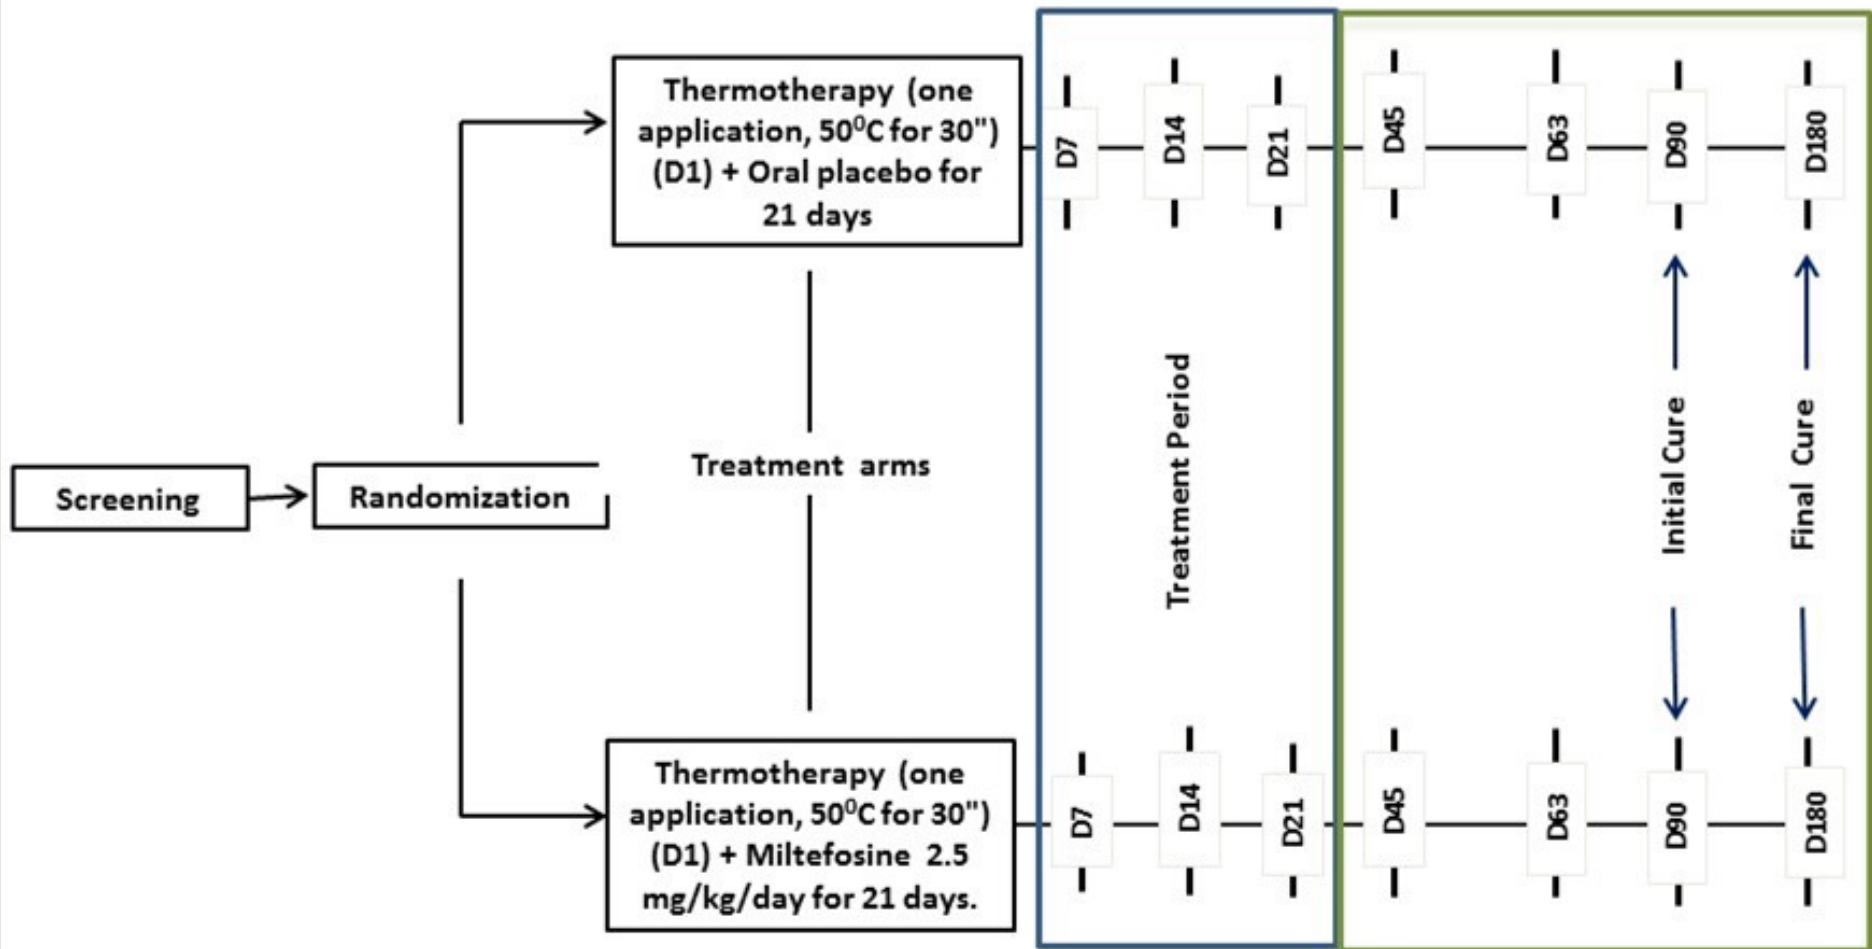 Screening
Randomization
Thermotherapy (one
application, 50⁰C for 30")
(D1) + Oral placebo for
21 days
Treatment arms
Thermotherapy (one
application, 50⁰C for 30")
(D1) + Miltefosine 2.5
mg/kg/day for 21 days.
D7
D14
D21
D45
D63
D90
D180
Treatment Period
Initial Cure
Final Cure
D7
D14
D21
D45
D63
D90
D180